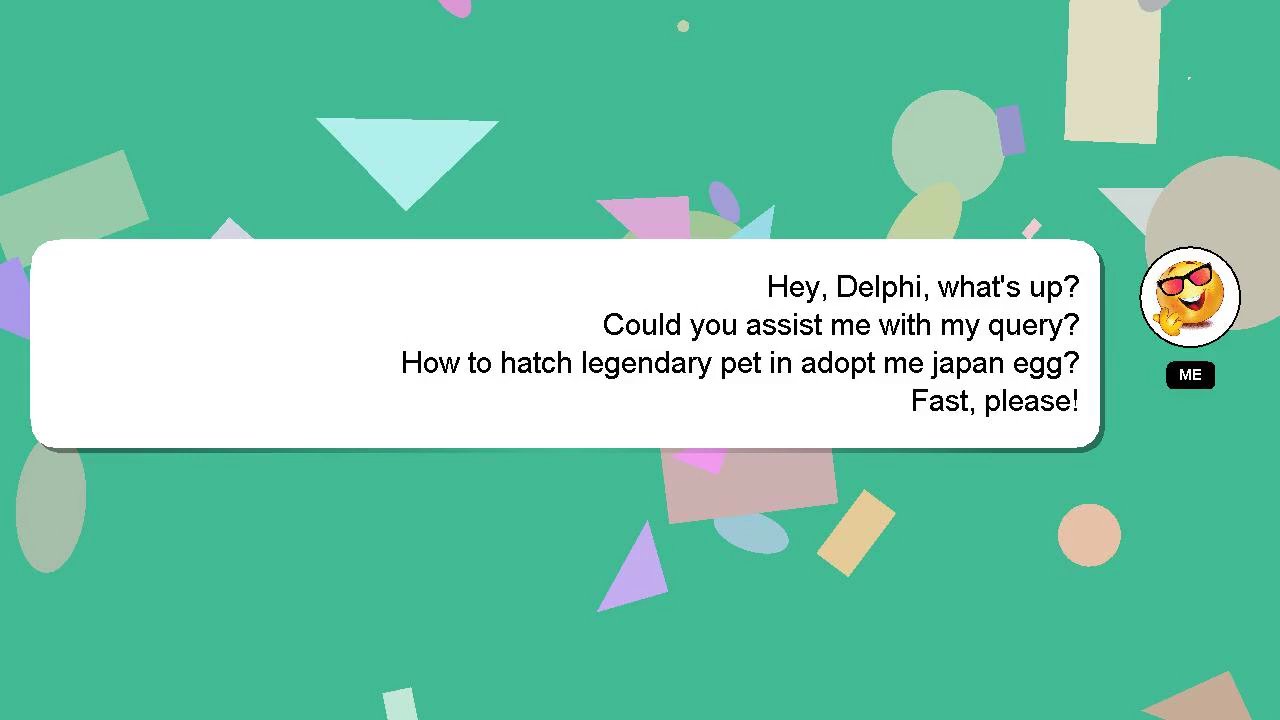 Hey, Delphi, what's up?
Could you assist me with my query?
How to hatch legendary pet in adopt me japan egg?
Fast, please!
ME